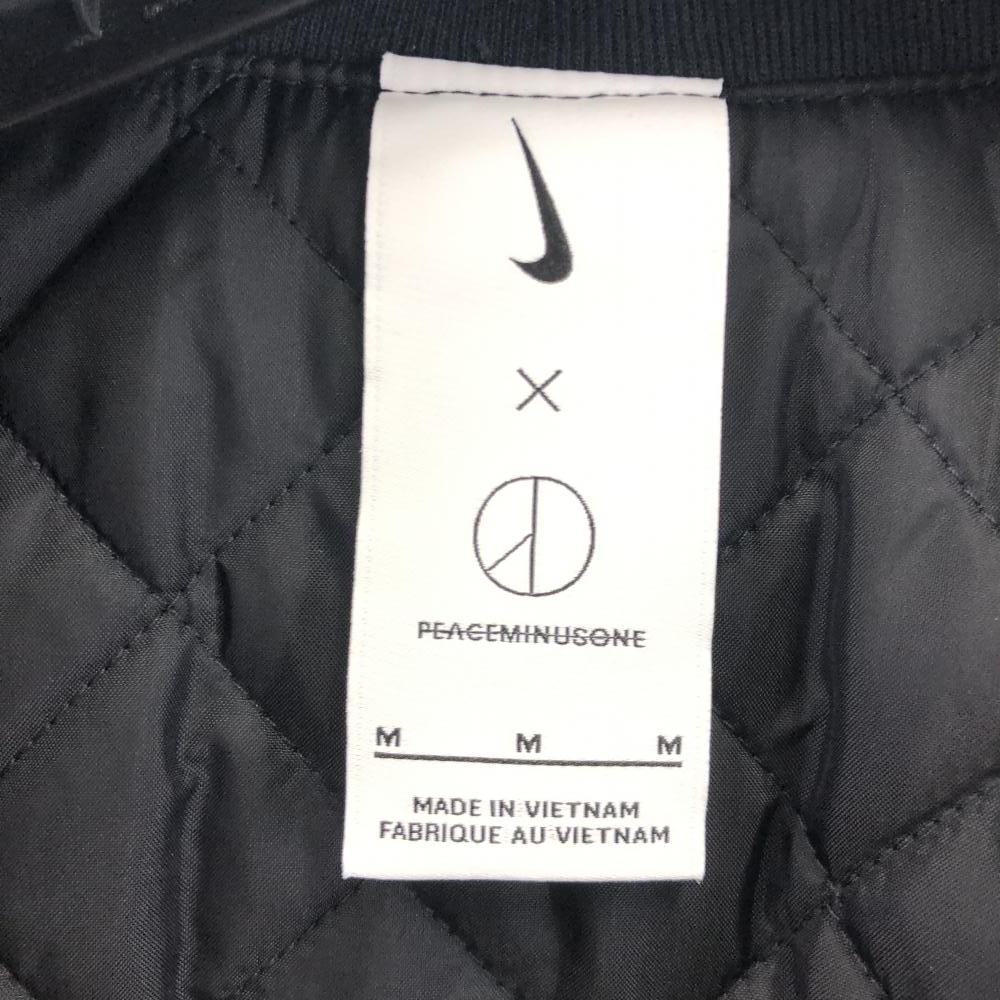 ×
PEACEMINUSONE
M M M
MADE IN VIETNAM
FABRIQUE AU VIETNAM